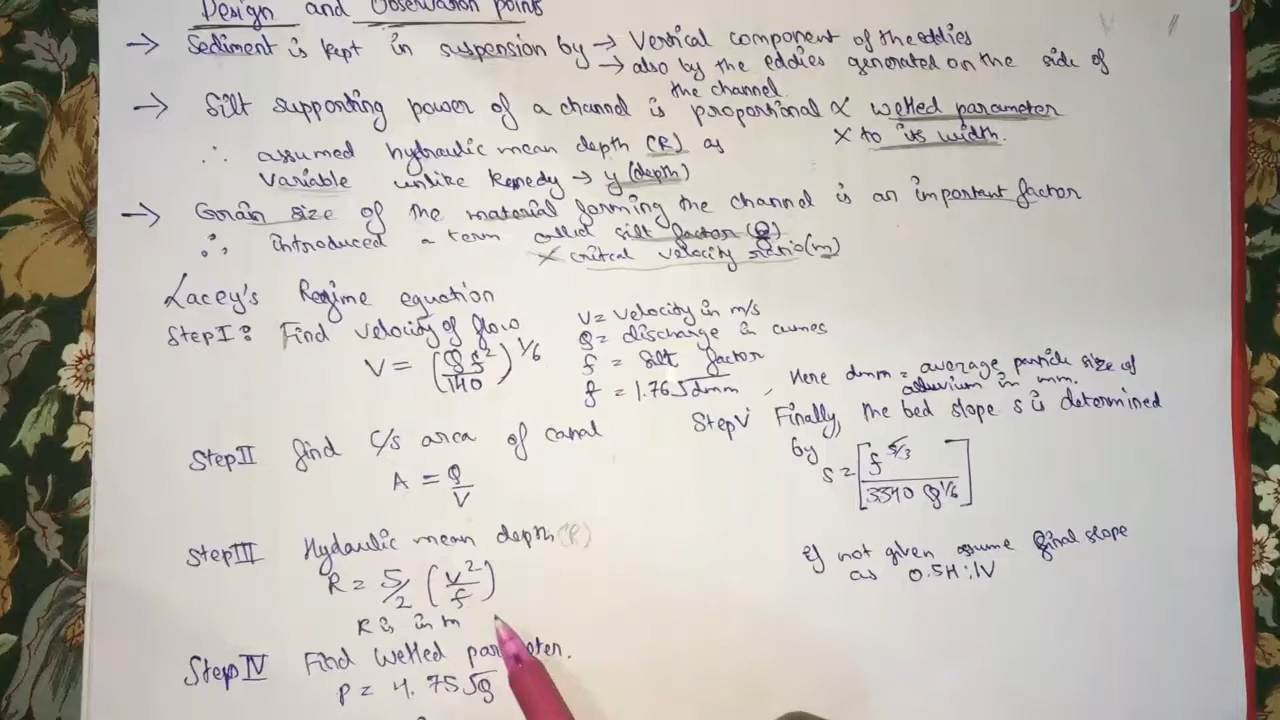 Design and Observation points
→ Sediment is kept in suspension by → Vertical component of the eddies
→ also by the eddies generated on the side of
the channel
→ Silt supporting power of a channel is proportional ∝ wetted parameter
∴ assumed hydraulic mean depth (R) as
X to its width.
variable unlike Kenedy → y (depth)
→ Grain size of the material forming the channel is an important factor
∴ introduced a term called silt factor (Q)
X critcal velocity ratio (m)
Lacey's Regime equation
Step I: Find velocity of flow
V = (Qf²/140)^1/6
V = velocity in m/s
Q = discharge in cumes
f = silt factor
f = 1.76√dmm , Here dmm = average particle size of
alluvium in mm.
Step II find C/s area of canal
A = Q/V
Step III Hydaulic mean depth (R)
R = 5/2 (V²/f)
R is in m
Step IV Find Wetted parameter.
P = 4.75√Q
Step V Finally, the bed slope s is determined
by
s = [f^5/3 / 3340 Q^1/6]
If not given assume final slope
as 0.5H:1V